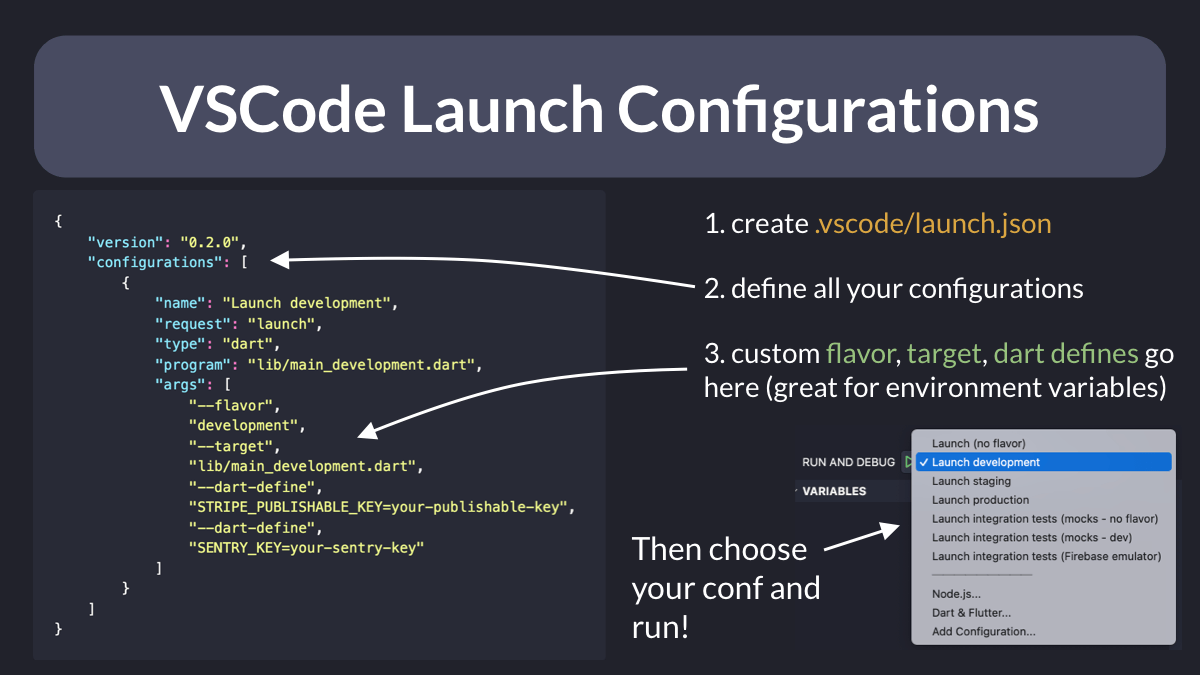 VSCode Launch Configurations
{
"version": "0.2.0",
"configurations": [
{
"name": "Launch development",
"request": "launch",
"type": "dart",
"program": "lib/main_development.dart",
"args": [
"--flavor",
"development",
"--target",
"lib/main_development.dart",
"--dart-define",
"STRIPE_PUBLISHABLE_KEY=your-publishable-key",
"--dart-define",
"SENTRY_KEY=your-sentry-key"
]
}
]
}
1. create .vscode/launch.json
2. define all your configurations
3. custom flavor, target, dart defines go
here (great for environment variables)
RUN AND DEBUG
VARIABLES
Launch (no flavor)
✓ Launch development
Launch staging
Launch production
Launch integration tests (mocks - no flavor)
Launch integration tests (mocks - dev)
Launch integration tests (Firebase emulator)
Node.js...
Dart & Flutter...
Add Configuration...
Then choose
your conf and
run!